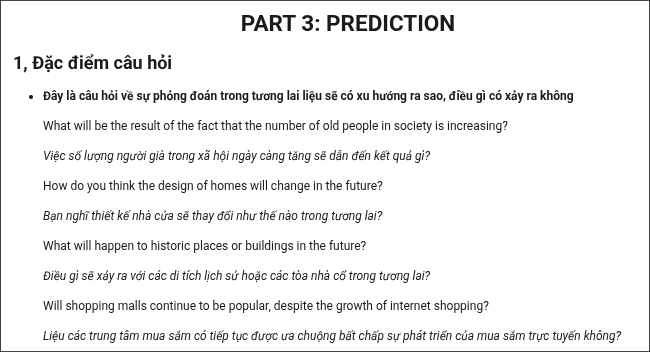 PART 3: PREDICTION
1, Đặc điểm câu hỏi
• Đây là câu hỏi về sự phỏng đoán trong tương lai liệu sẽ có xu hướng ra sao, điều gì có xảy ra không
What will be the result of the fact that the number of old people in society is increasing?
Việc số lượng người già trong xã hội ngày càng tăng sẽ dẫn đến kết quả gì?
How do you think the design of homes will change in the future?
Bạn nghĩ thiết kế nhà cửa sẽ thay đổi như thế nào trong tương lai?
What will happen to historic places or buildings in the future?
Điều gì sẽ xảy ra với các di tích lịch sử hoặc các tòa nhà cổ trong tương lai?
Will shopping malls continue to be popular, despite the growth of internet shopping?
Liệu các trung tâm mua sắm có tiếp tục được ưa chuộng bất chấp sự phát triển của mua sắm trực tuyến không?